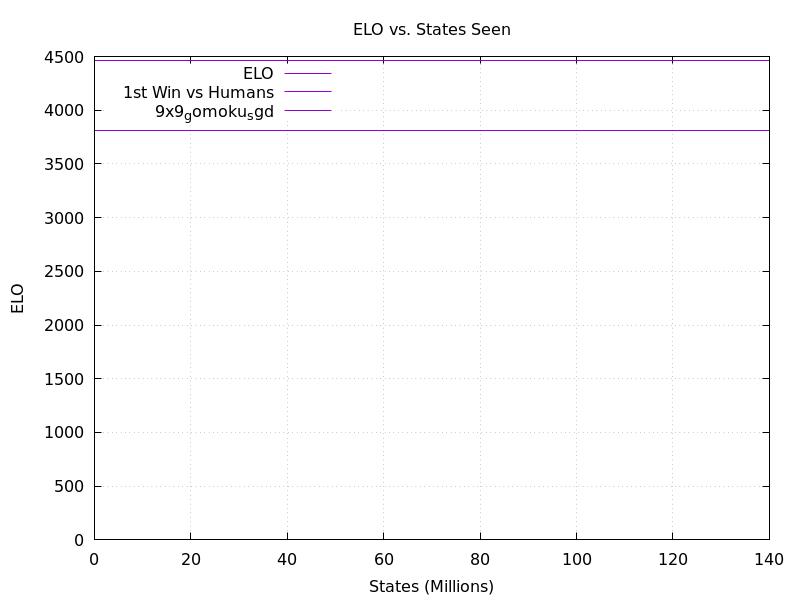 ELO vs. States Seen
4500
4000
3500
3000
2500
2000
1500
1000
500
0
ELO
ELO
1st Win vs Humans
9x9gomokusgd
0 20 40 60 80 100 120 140
States (Millions)